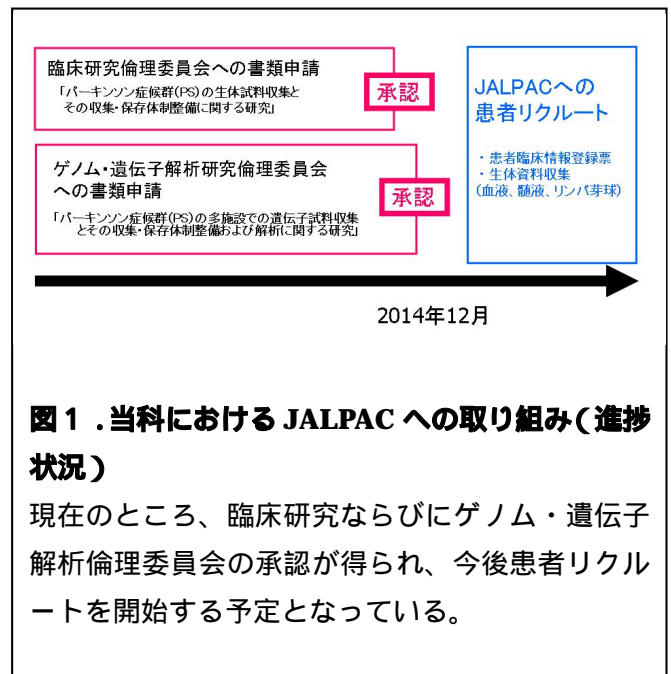 臨床研究倫理委員会への書類申請
「パーキンソン症候群(PS)の生体試料収集と
その収集・保存体制整備に関する研究」
承認
ゲノム・遺伝子解析研究倫理委員会
への書類申請
「パーキンソン症候群(PS)の多施設での遺伝子試料収集
とその収集・保存体制整備および解析に関する研究」
承認
JALPACへの
患者リクルート
・患者臨床情報登録票
・生体資料収集
(血液、髄液、リンパ芽球)
2014年12月
図1．当科における JALPAC への取り組み(進捗
状況)
現在のところ、臨床研究ならびにゲノム・遺伝子
解析倫理委員会の承認が得られ、今後患者リクル
ートを開始する予定となっている。